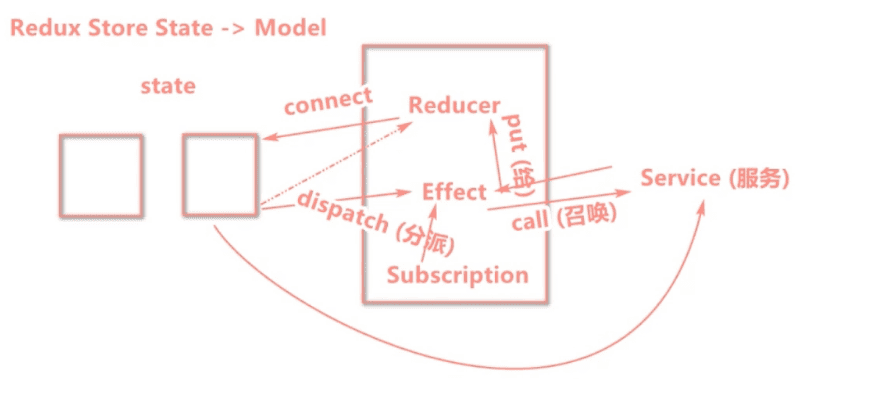 Redux Store State -> Model
state
connect
Reducer
put (给)
Effect
Service (服务)
dispatch (分派)
call (召唤)
Subscription